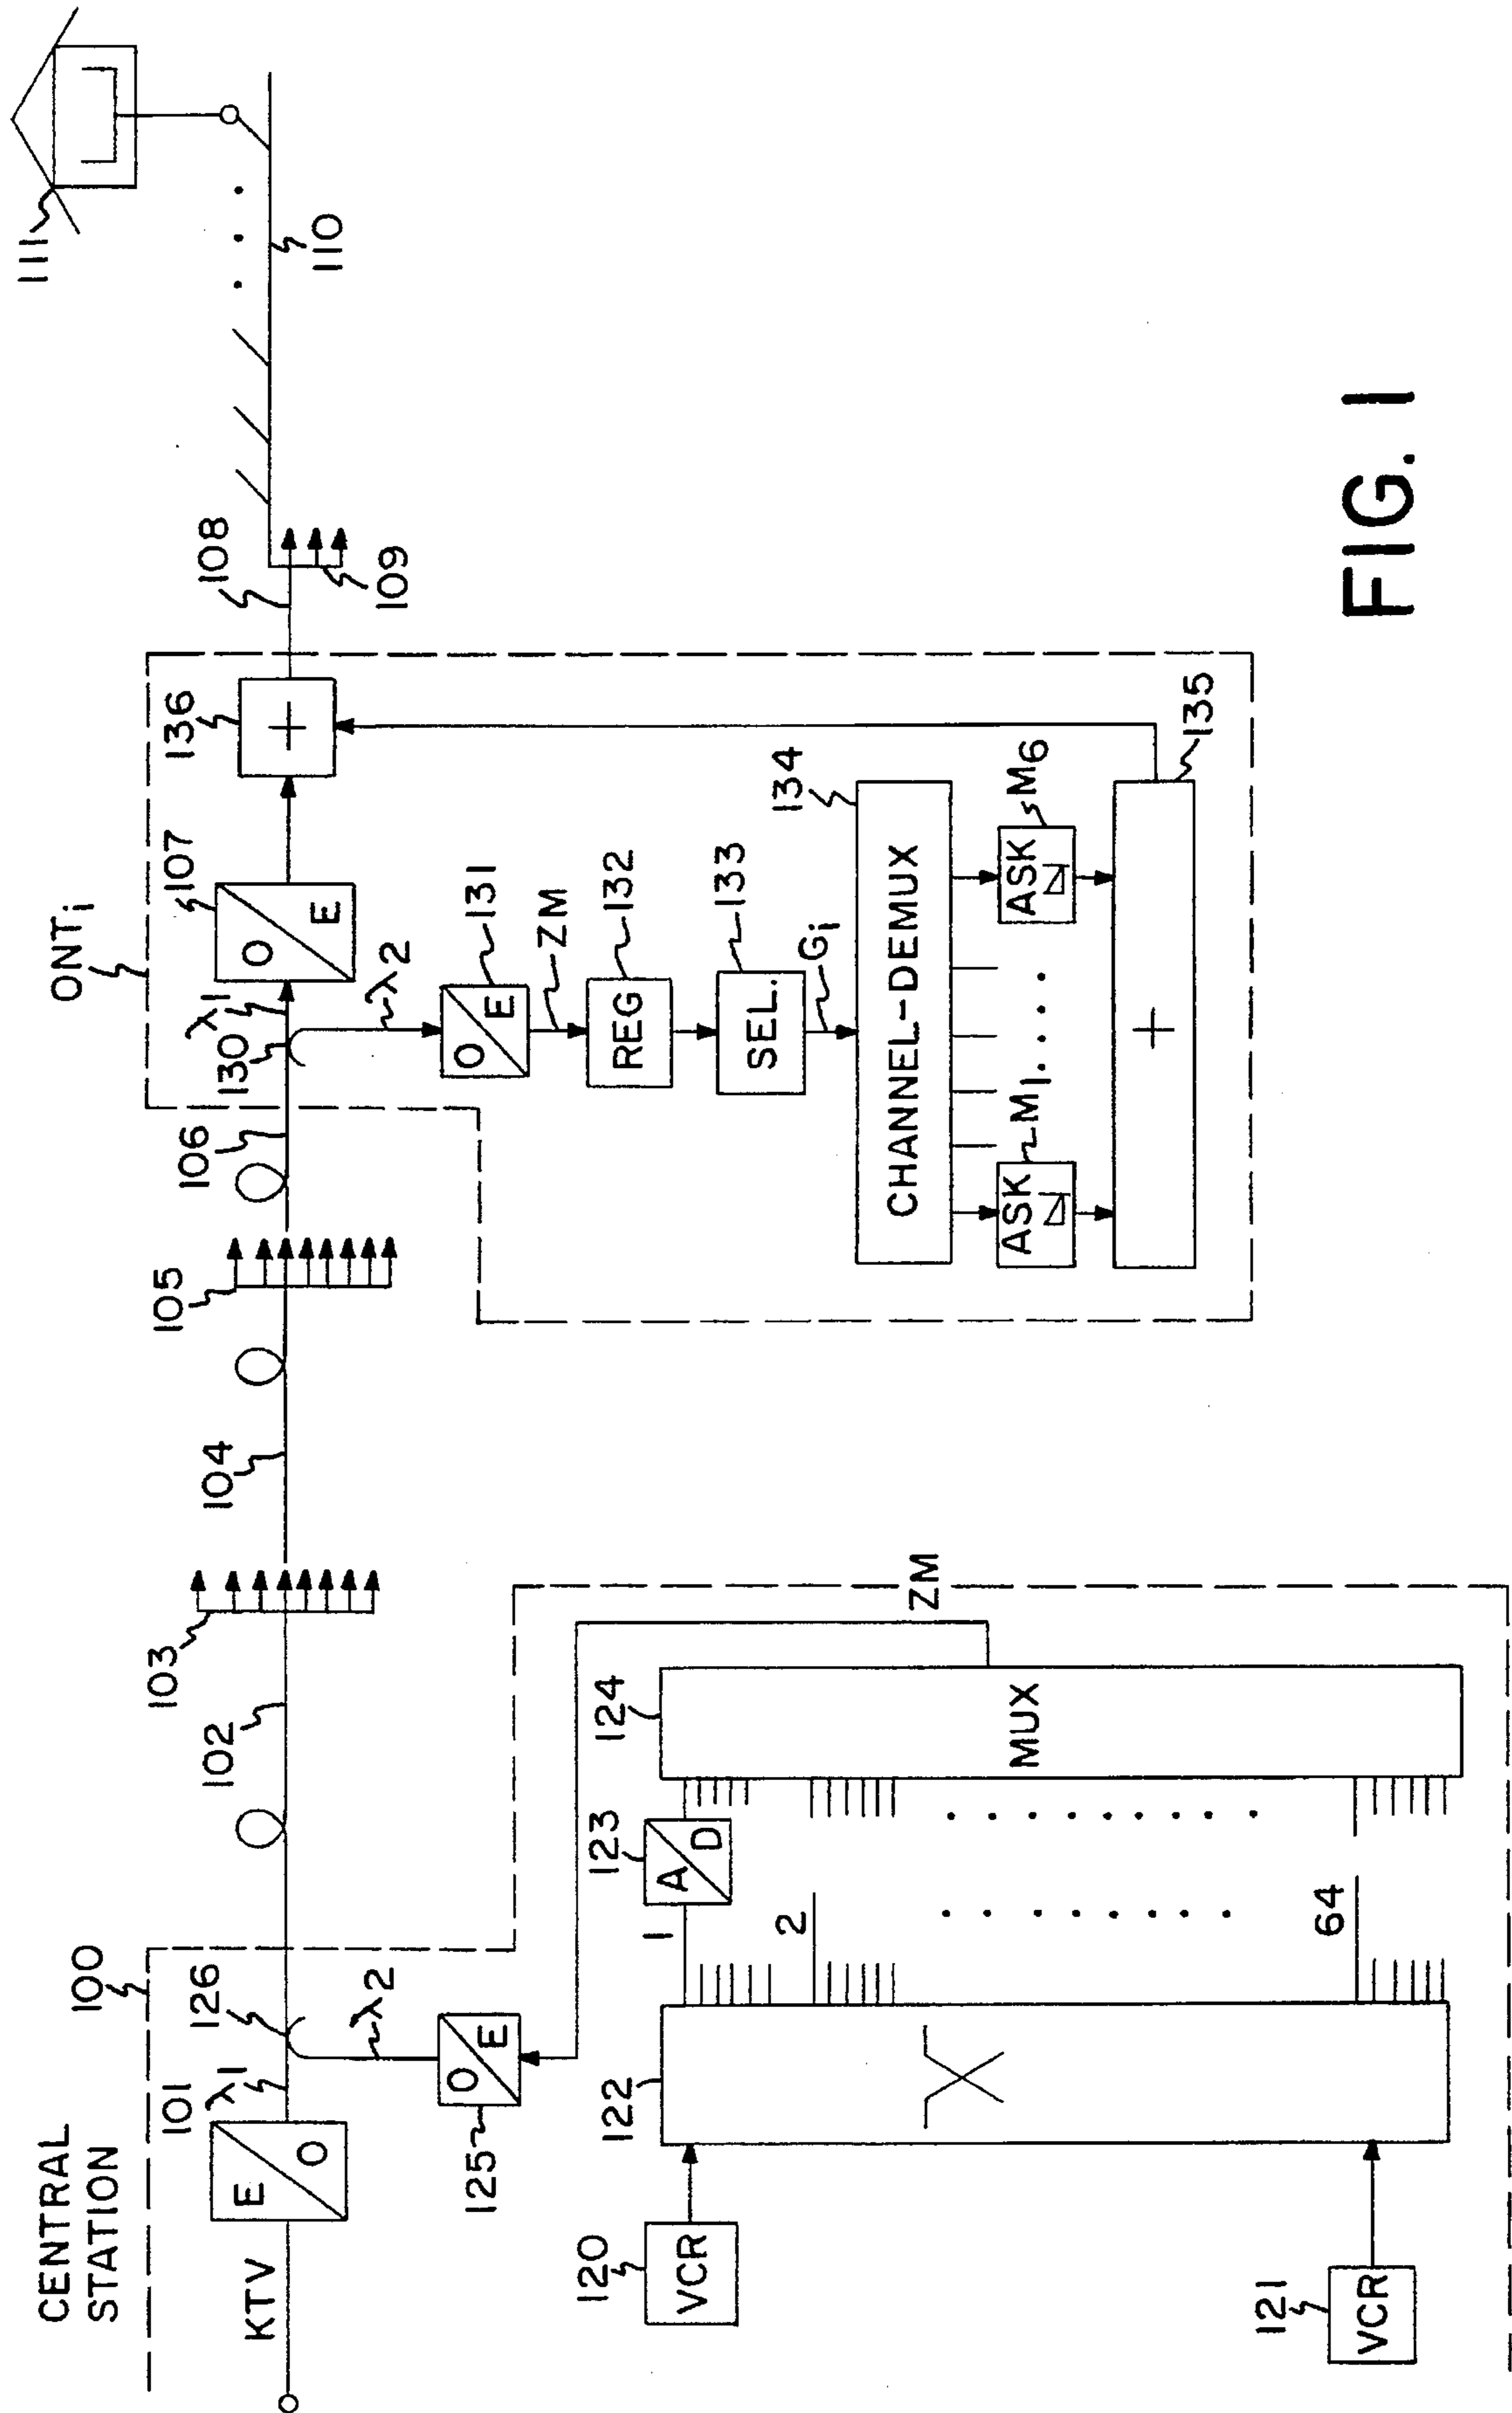 CENTRAL
STATION
100
KTV
E
O
101
λ1
126
λ2
O
E
125
102
103
104
105
106
ONTi
130
λ1
O
E
107
136
+
108
109
110
111
λ2
O
E
131
ZM
REG
132
SEL.
133
Gi
CHANNEL-DEMUX
134
ASK
M1
ASK
M6
+
135
120
VCR
121
VCR
122
1
2
64
A
D
123
124
MUX
ZM
FIG. 1